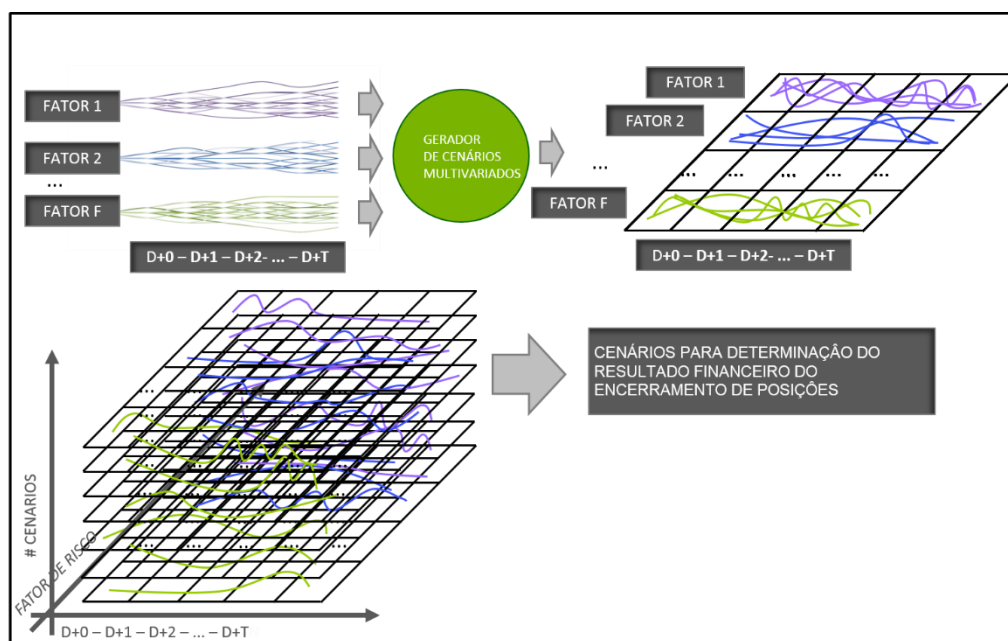 FATOR 1
FATOR 2
...
FATOR F
D+0 – D+1 – D+2- ... – D+T
GERADOR
DE CENÁRIOS
MULTIVARIADOS
FATOR 1
FATOR 2
...
FATOR F
... ... ... ... ...
D+0 – D+1 – D+2- ... – D+T
# CENARIOS
FATOR DE RISCO
D+0 – D+1 – D+2 – ... – D+T
CENÁRIOS PARA DETERMINAÇÃO DO
RESULTADO FINANCEIRO DO
ENCERRAMENTO DE POSIÇÕES